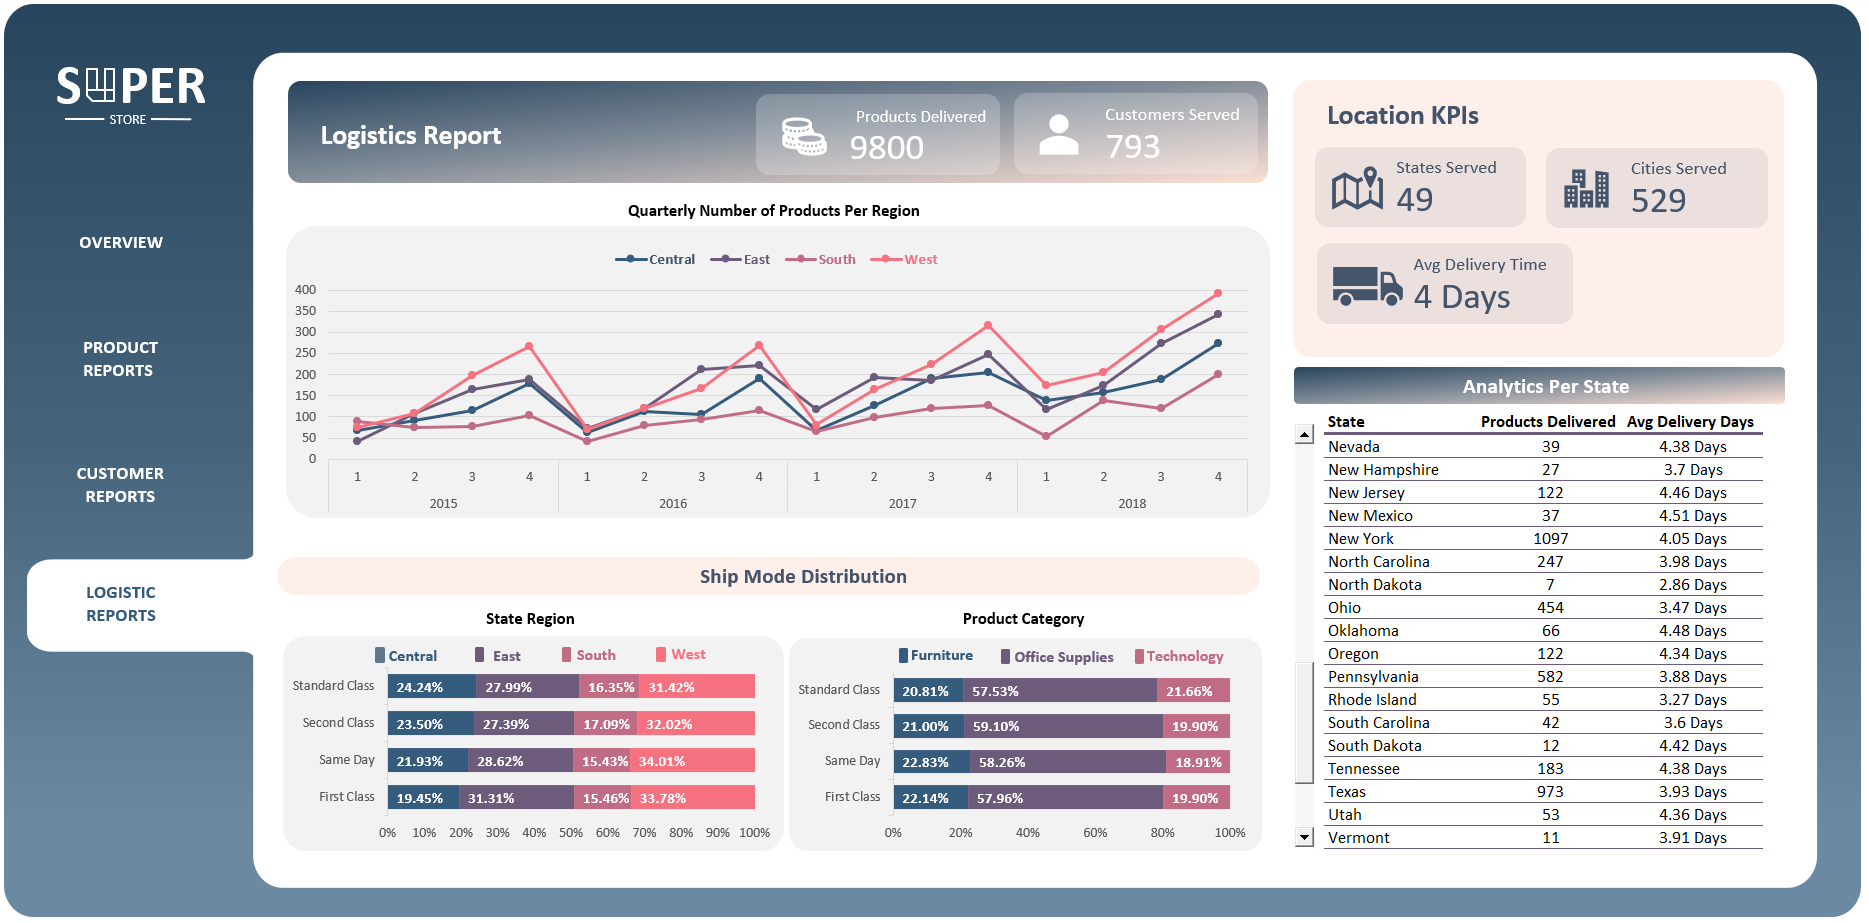 SUPER
STORE
OVERVIEW
PRODUCT
REPORTS
CUSTOMER
REPORTS
LOGISTIC
REPORTS
Logistics Report
Products Delivered
9800
Customers Served
793
Quarterly Number of Products Per Region
Central East South West
400
350
300
250
200
150
100
50
0
1 2 3 4 1 2 3 4 1 2 3 4 1 2 3 4
2015 2016 2017 2018
Ship Mode Distribution
State Region
Central East South West
Standard Class 24.24% 27.99% 16.35% 31.42%
Second Class 23.50% 27.39% 17.09% 32.02%
Same Day 21.93% 28.62% 15.43% 34.01%
First Class 19.45% 31.31% 15.46% 33.78%
0% 10% 20% 30% 40% 50% 60% 70% 80% 90% 100%
Product Category
Furniture Office Supplies Technology
Standard Class 20.81% 57.53% 21.66%
Second Class 21.00% 59.10% 19.90%
Same Day 22.83% 58.26% 18.91%
First Class 22.14% 57.96% 19.90%
0% 20% 40% 60% 80% 100%
Location KPIs
States Served
49
Cities Served
529
Avg Delivery Time
4 Days
Analytics Per State
State Products Delivered Avg Delivery Days
Nevada 39 4.38 Days
New Hampshire 27 3.7 Days
New Jersey 122 4.46 Days
New Mexico 37 4.51 Days
New York 1097 4.05 Days
North Carolina 247 3.98 Days
North Dakota 7 2.86 Days
Ohio 454 3.47 Days
Oklahoma 66 4.48 Days
Oregon 122 4.34 Days
Pennsylvania 582 3.88 Days
Rhode Island 55 3.27 Days
South Carolina 42 3.6 Days
South Dakota 12 4.42 Days
Tennessee 183 4.38 Days
Texas 973 3.93 Days
Utah 53 4.36 Days
Vermont 11 3.91 Days